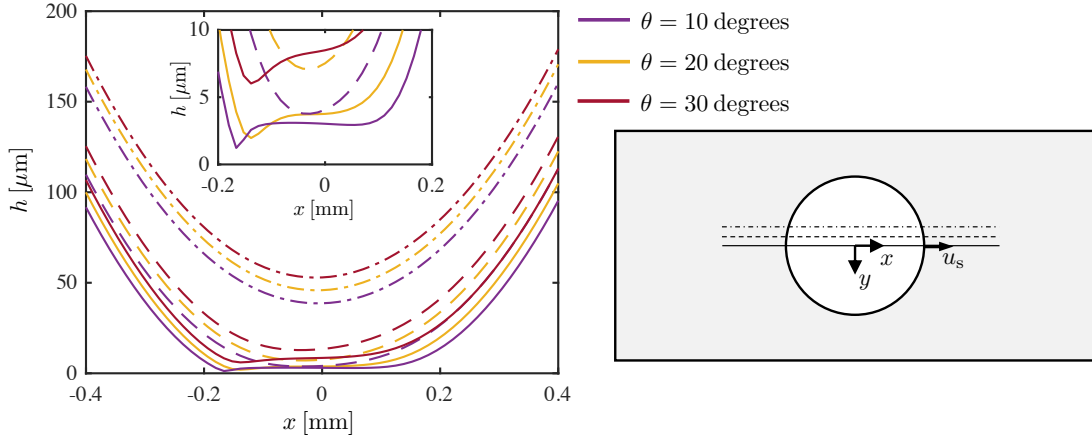 200
150
100
50
0
h [μm]
-0.4
-0.2
0
0.2
0.4
x [mm]
10
5
0
h [μm]
-0.2
0
0.2
x [mm]
θ = 10 degrees
θ = 20 degrees
θ = 30 degrees
x
y
uₛ